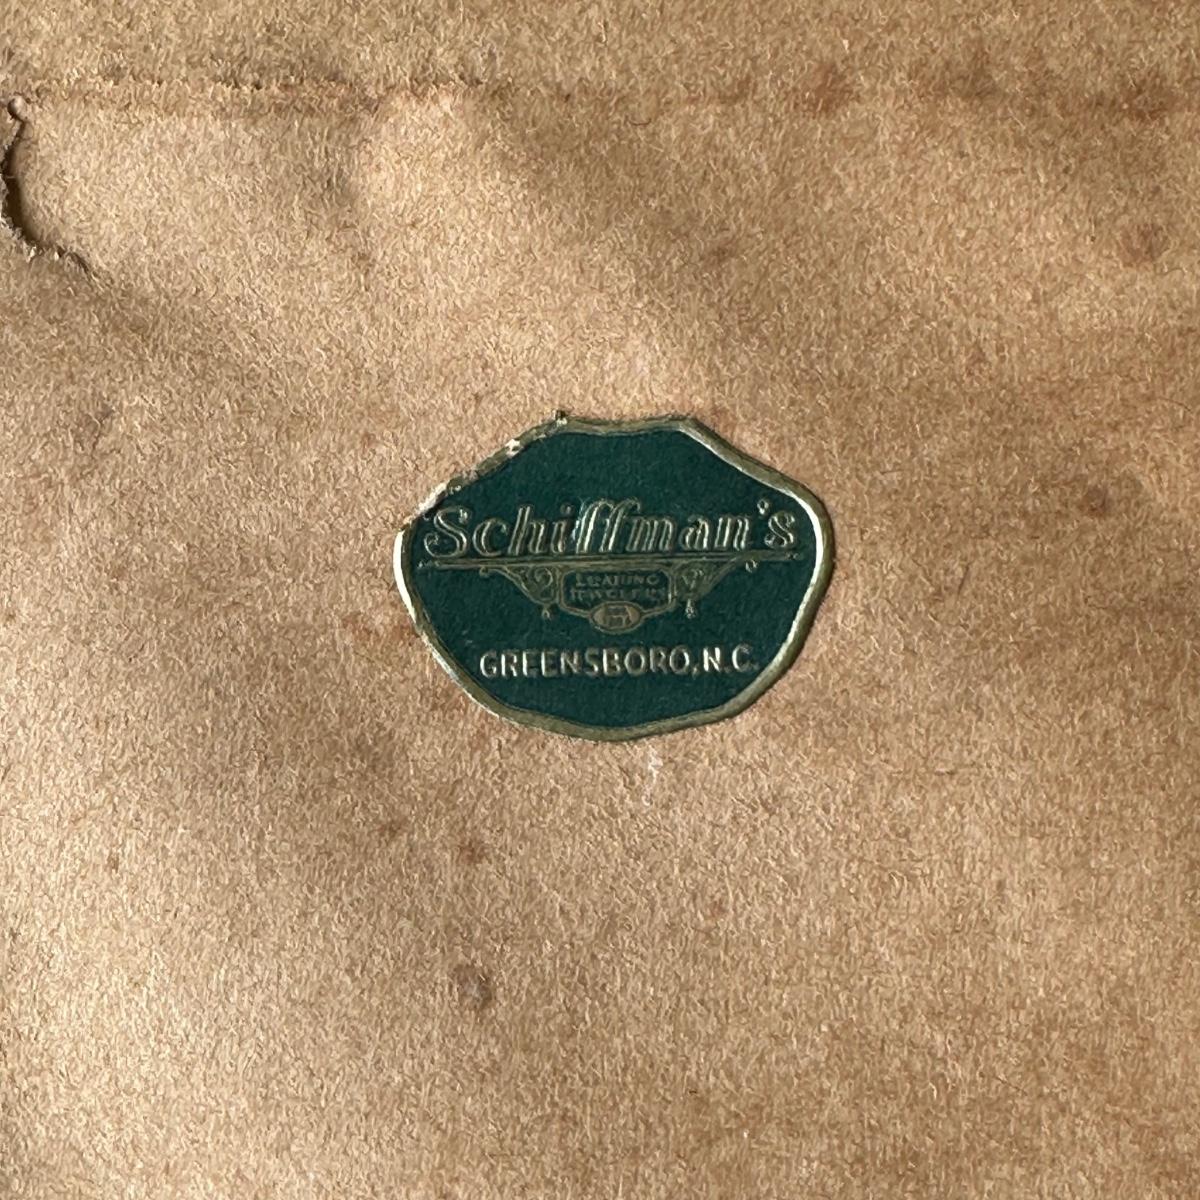 Schiffman's
LEADING
JEWELERS
GREENSBORO, N.C.